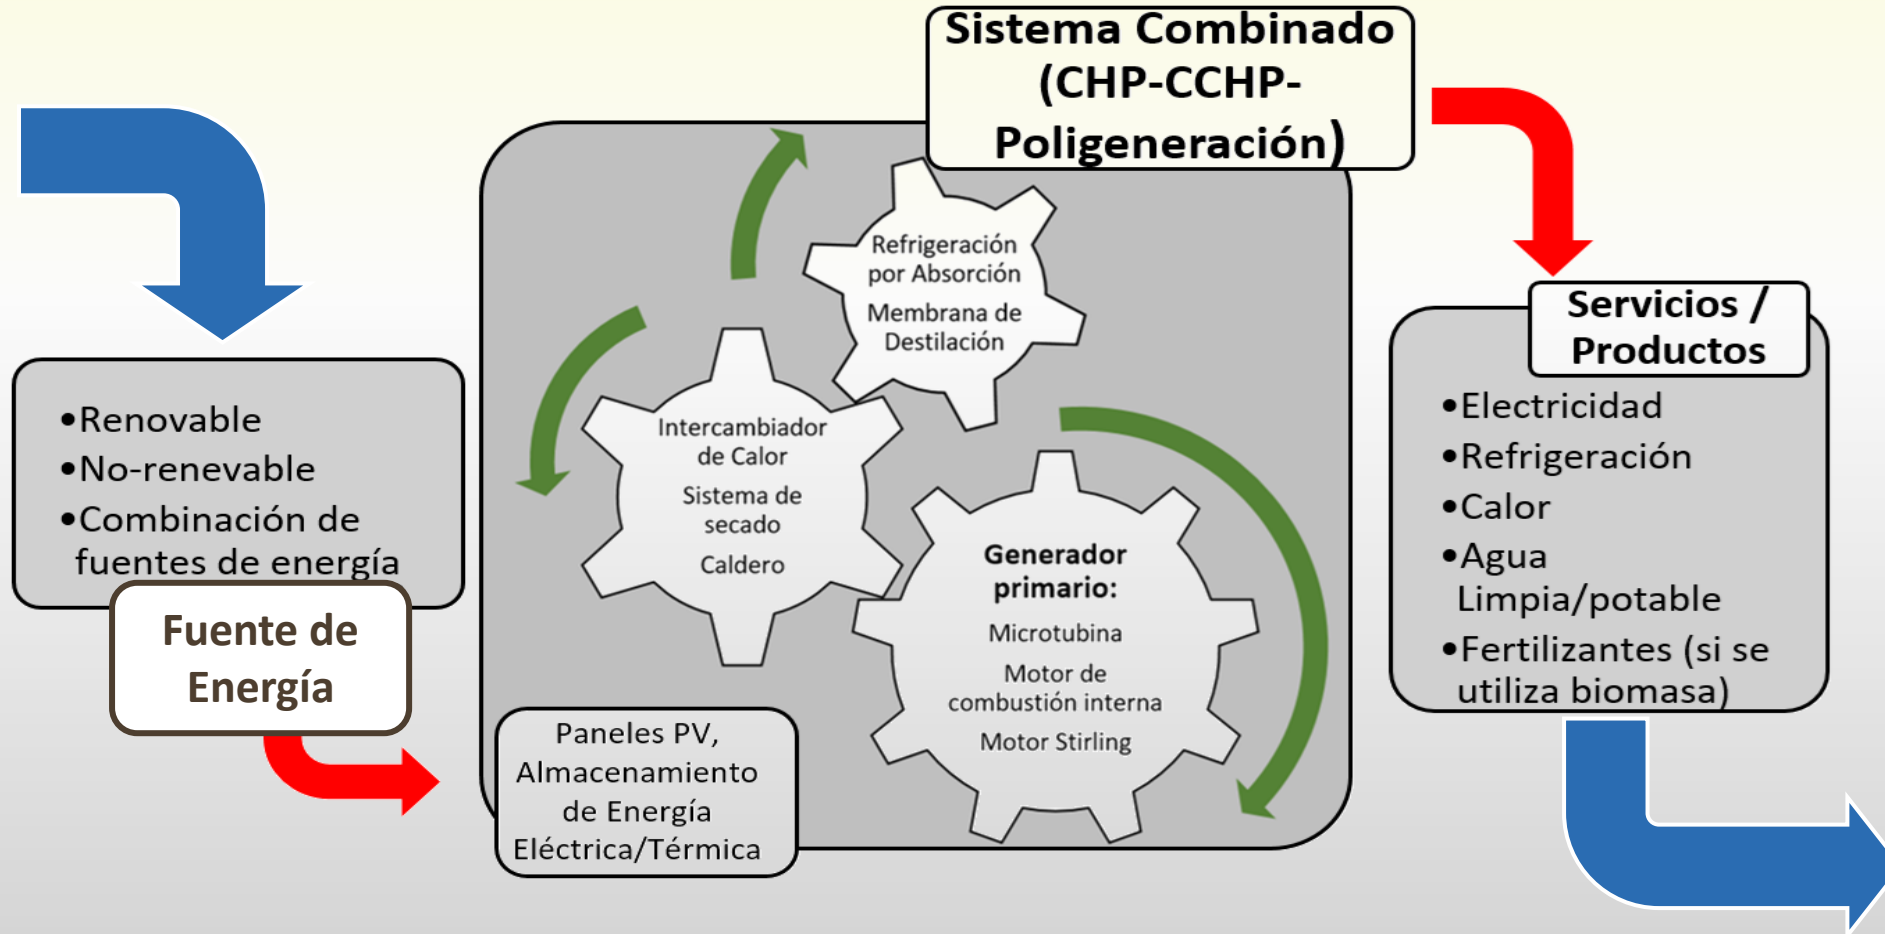 •Renovable
•No-renevable
•Combinación de
fuentes de energía
Fuente de
Energía
Sistema Combinado
(CHP-CCHP-
Poligeneración)
Refrigeración
por Absorción
Membrana de
Destilación
Intercambiador
de Calor
Sistema de
secado
Caldero
Generador
primario:
Microtubina
Motor de
combustión interna
Motor Stirling
Paneles PV,
Almacenamiento
de Energía
Eléctrica/Térmica
Servicios /
Productos
•Electricidad
•Refrigeración
•Calor
•Agua
Limpia/potable
•Fertilizantes (si se
utiliza biomasa)